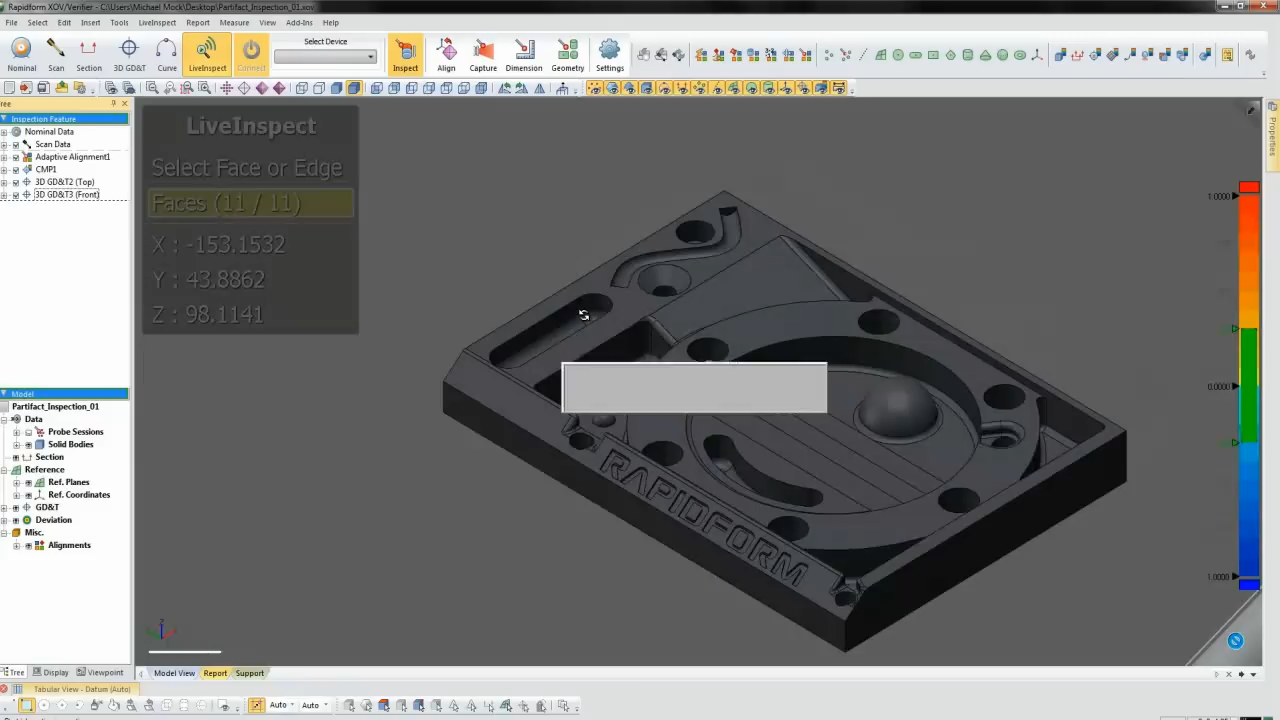 Rapidform XOV/Verifier - C:\Users\Michael Mock\Desktop\Partifact_Inspection_01.xov
File Select Edit Insert Tools LiveInspect Report Measure View Add-Ins Help
Select Device
Nominal Scan Section 3D GD&T Curve LiveInspect Connect Inspect Align Capture Dimension Geometry Settings
ree
Inspection Feature
Nominal Data
Scan Data
Adaptive Alignment1
CMP1
3D GD&T2 (Top)
3D GD&T3 (Front)
LiveInspect
Select Face or Edge
Faces (11 / 11)
X : -153.1532
Y : 43.8862
Z : 98.1141
Properties
1.0000
0.0000
1.0000
RAPIDFORM
Model
Partifact_Inspection_01
Data
Probe Sessions
Solid Bodies
Section
Reference
Ref. Planes
Ref. Coordinates
GD&T
Deviation
Misc.
Alignments
Tree Display Viewpoint
Model View Report Support
Tabular View - Datum (Auto)
Auto Auto